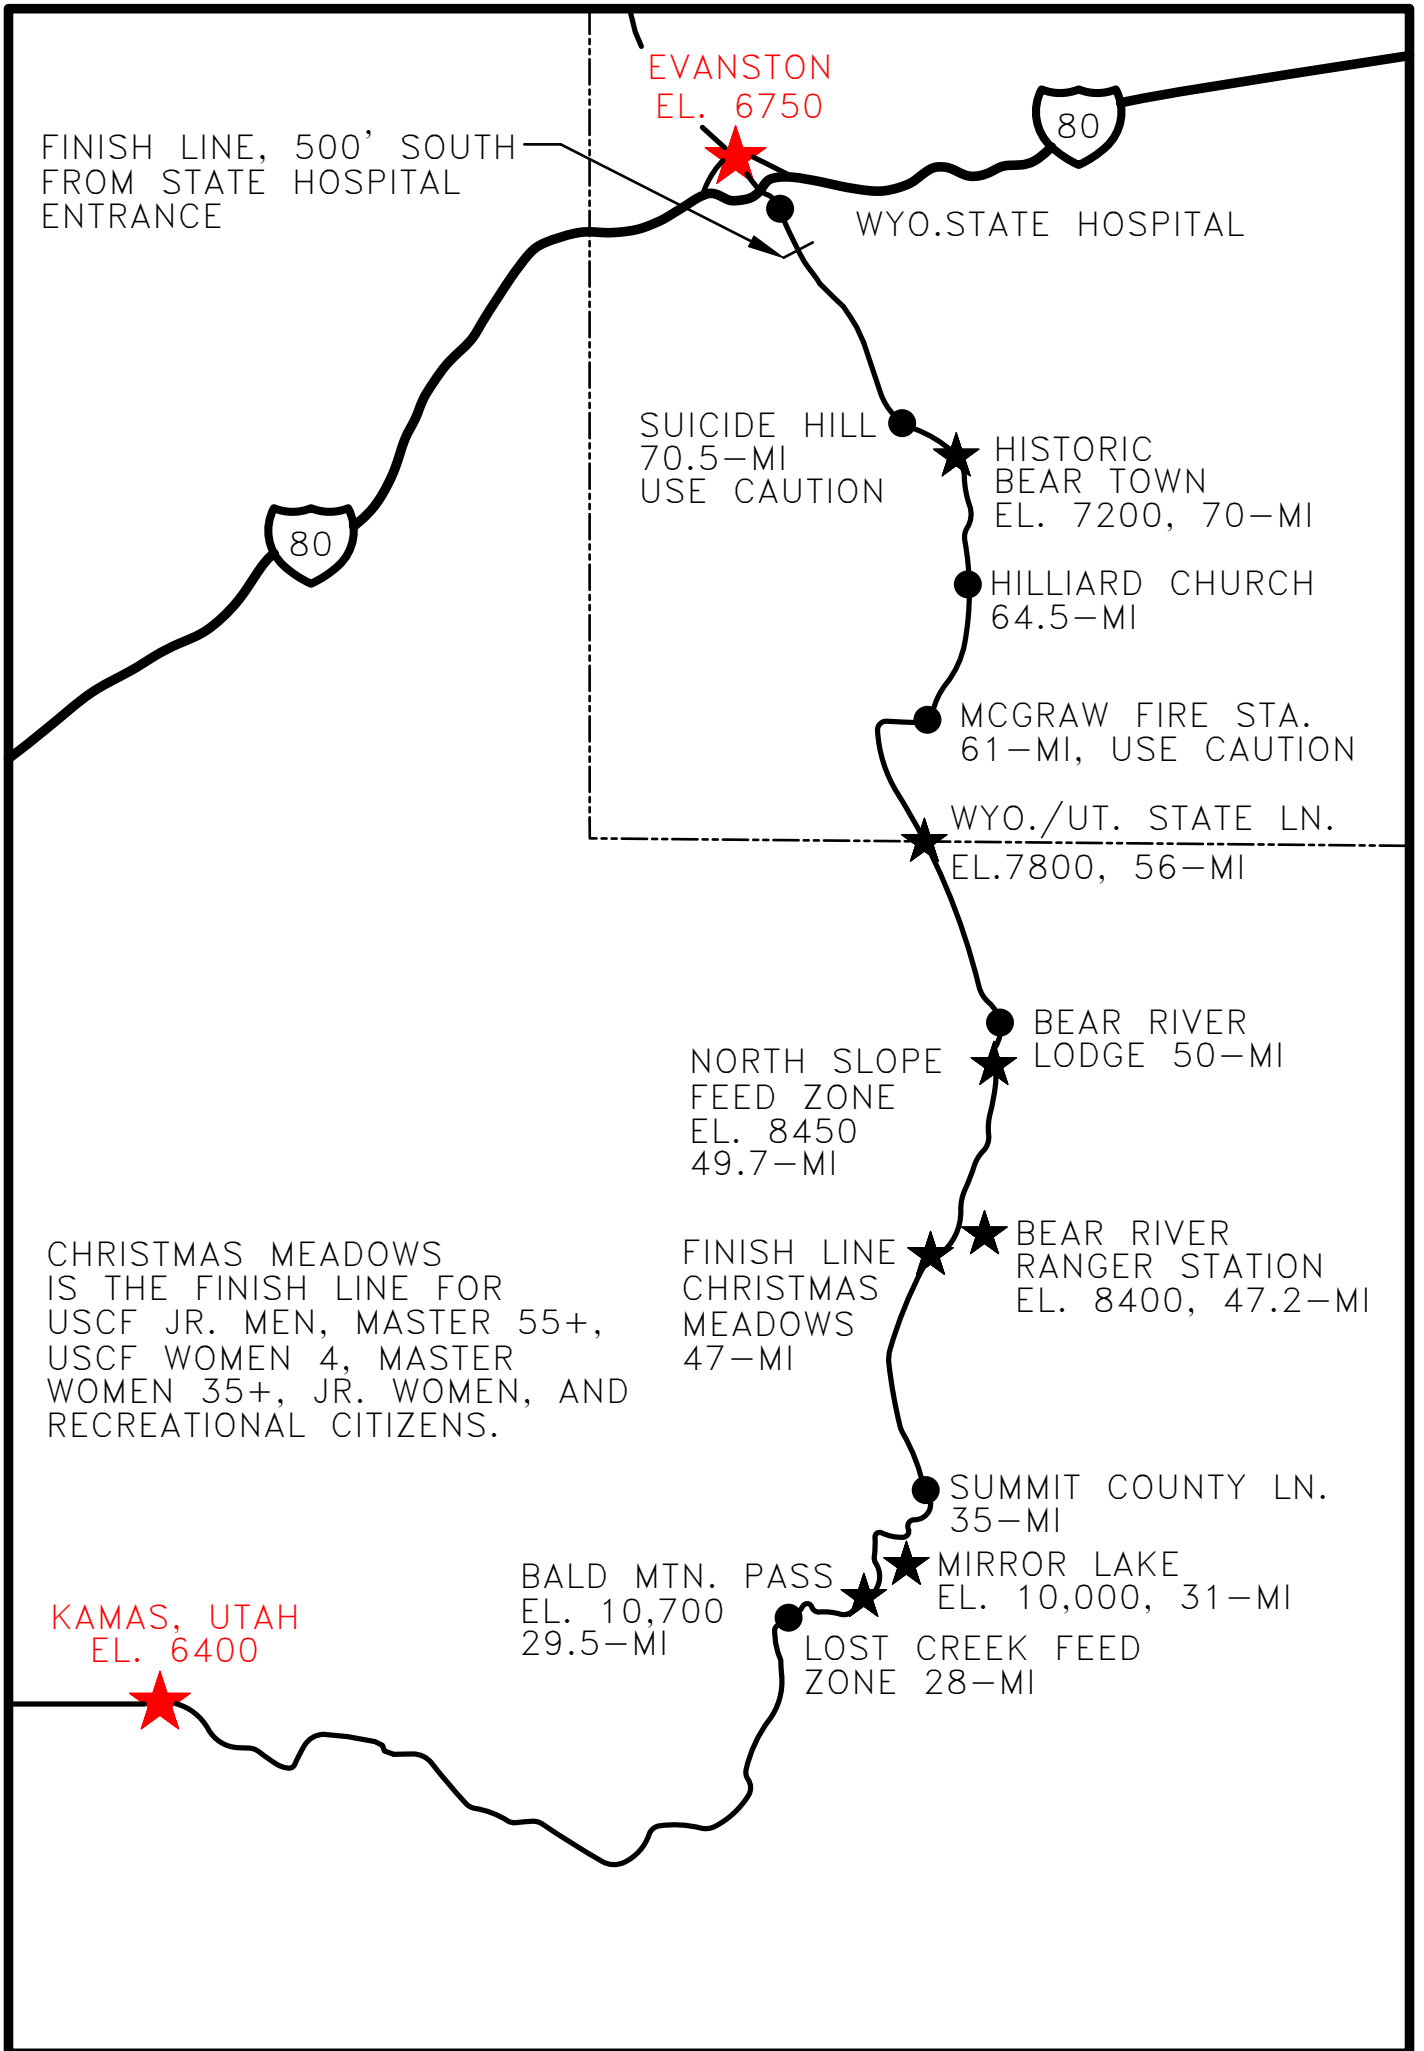 EVANSTON
EL. 6750
80
FINISH LINE, 500' SOUTH
FROM STATE HOSPITAL
ENTRANCE
WYO.STATE HOSPITAL
SUICIDE HILL
70.5-MI
USE CAUTION
HISTORIC
BEAR TOWN
EL. 7200, 70-MI
80
HILLIARD CHURCH
64.5-MI
MCGRAW FIRE STA.
61-MI, USE CAUTION
WYO./UT. STATE LN.
EL.7800, 56-MI
BEAR RIVER
LODGE 50-MI
NORTH SLOPE
FEED ZONE
EL. 8450
49.7-MI
BEAR RIVER
RANGER STATION
EL. 8400, 47.2-MI
FINISH LINE
CHRISTMAS
MEADOWS
47-MI
CHRISTMAS MEADOWS
IS THE FINISH LINE FOR
USCF JR. MEN, MASTER 55+,
USCF WOMEN 4, MASTER
WOMEN 35+, JR. WOMEN, AND
RECREATIONAL CITIZENS.
SUMMIT COUNTY LN.
35-MI
MIRROR LAKE
EL. 10,000, 31-MI
BALD MTN. PASS
EL. 10,700
29.5-MI
LOST CREEK FEED
ZONE 28-MI
KAMAS, UTAH
EL. 6400